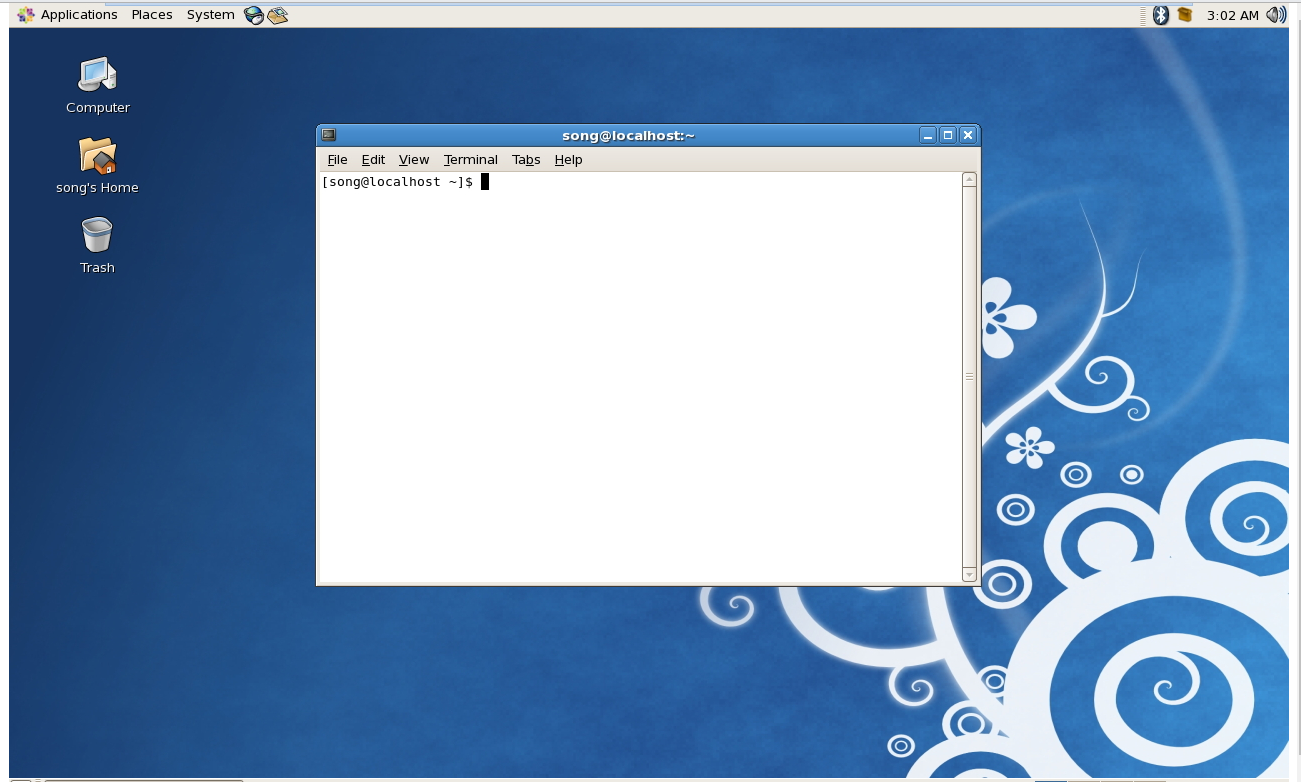 Applications Places System 3:02 AM
Computer
song's Home
Trash
song@localhost:~
File Edit View Terminal Tabs Help
[song@localhost ~]$